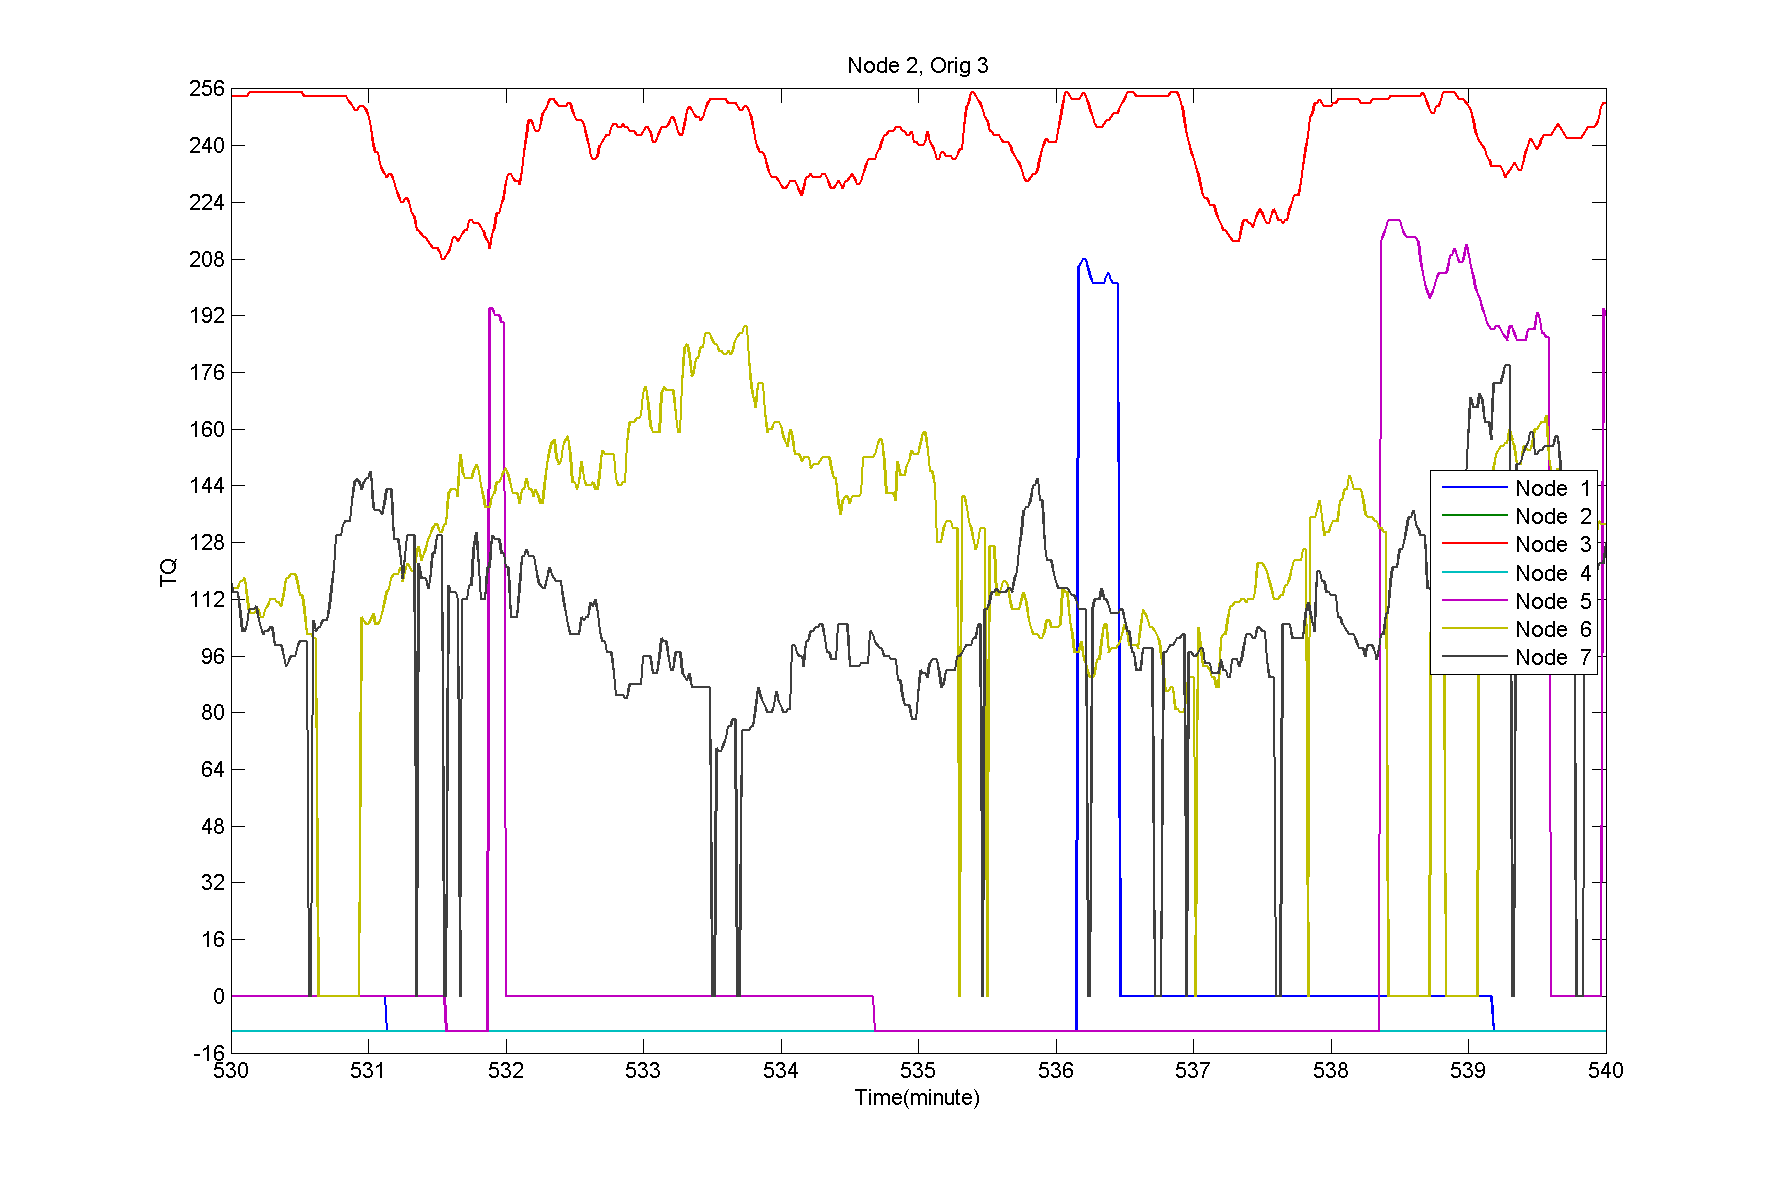 Node 2, Orig 3
256
240
224
208
192
176
160
144
128
112
96
80
64
48
32
16
0
-16
TQ
Node 1
Node 2
Node 3
Node 4
Node 5
Node 6
Node 7
530 531 532 533 534 535 536 537 538 539 540
Time(minute)